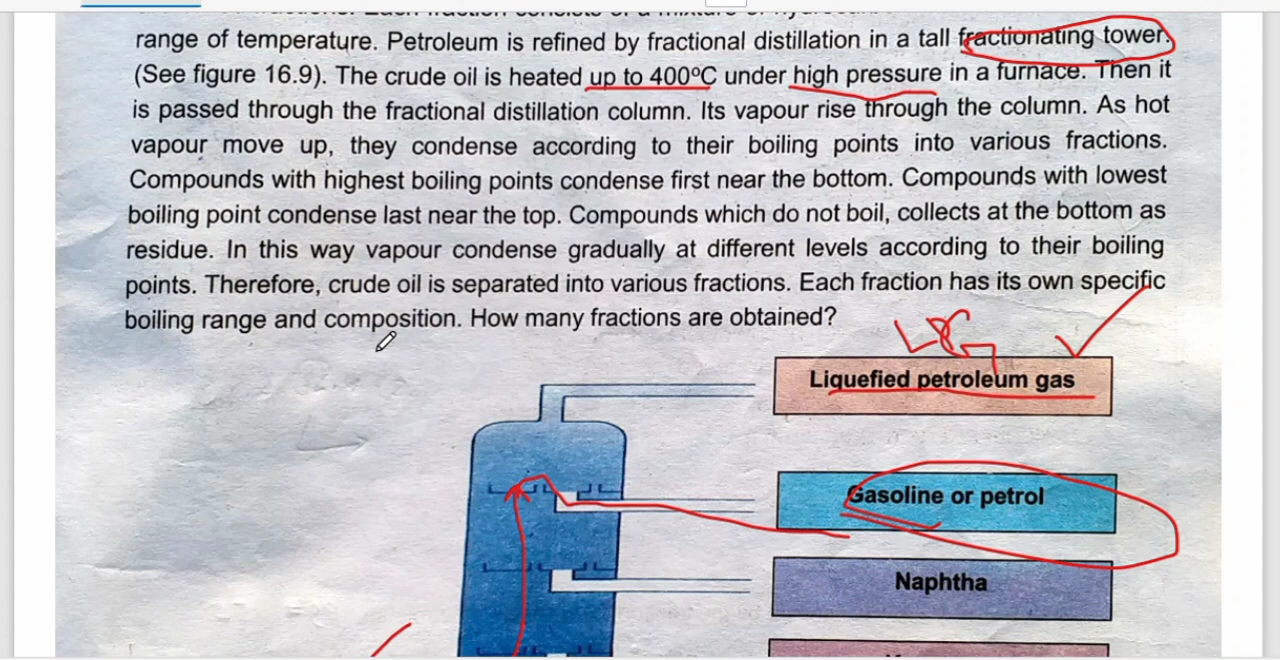 range of temperature. Petroleum is refined by fractional distillation in a tall fractionating tower.
(See figure 16.9). The crude oil is heated up to 400°C under high pressure in a furnace. Then it
is passed through the fractional distillation column. Its vapour rise through the column. As hot
vapour move up, they condense according to their boiling points into various fractions.
Compounds with highest boiling points condense first near the bottom. Compounds with lowest
boiling point condense last near the top. Compounds which do not boil, collects at the bottom as
residue. In this way vapour condense gradually at different levels according to their boiling
points. Therefore, crude oil is separated into various fractions. Each fraction has its own specific
boiling range and composition. How many fractions are obtained?
LPG
Liquefied petroleum gas
Gasoline or petrol
Naphtha